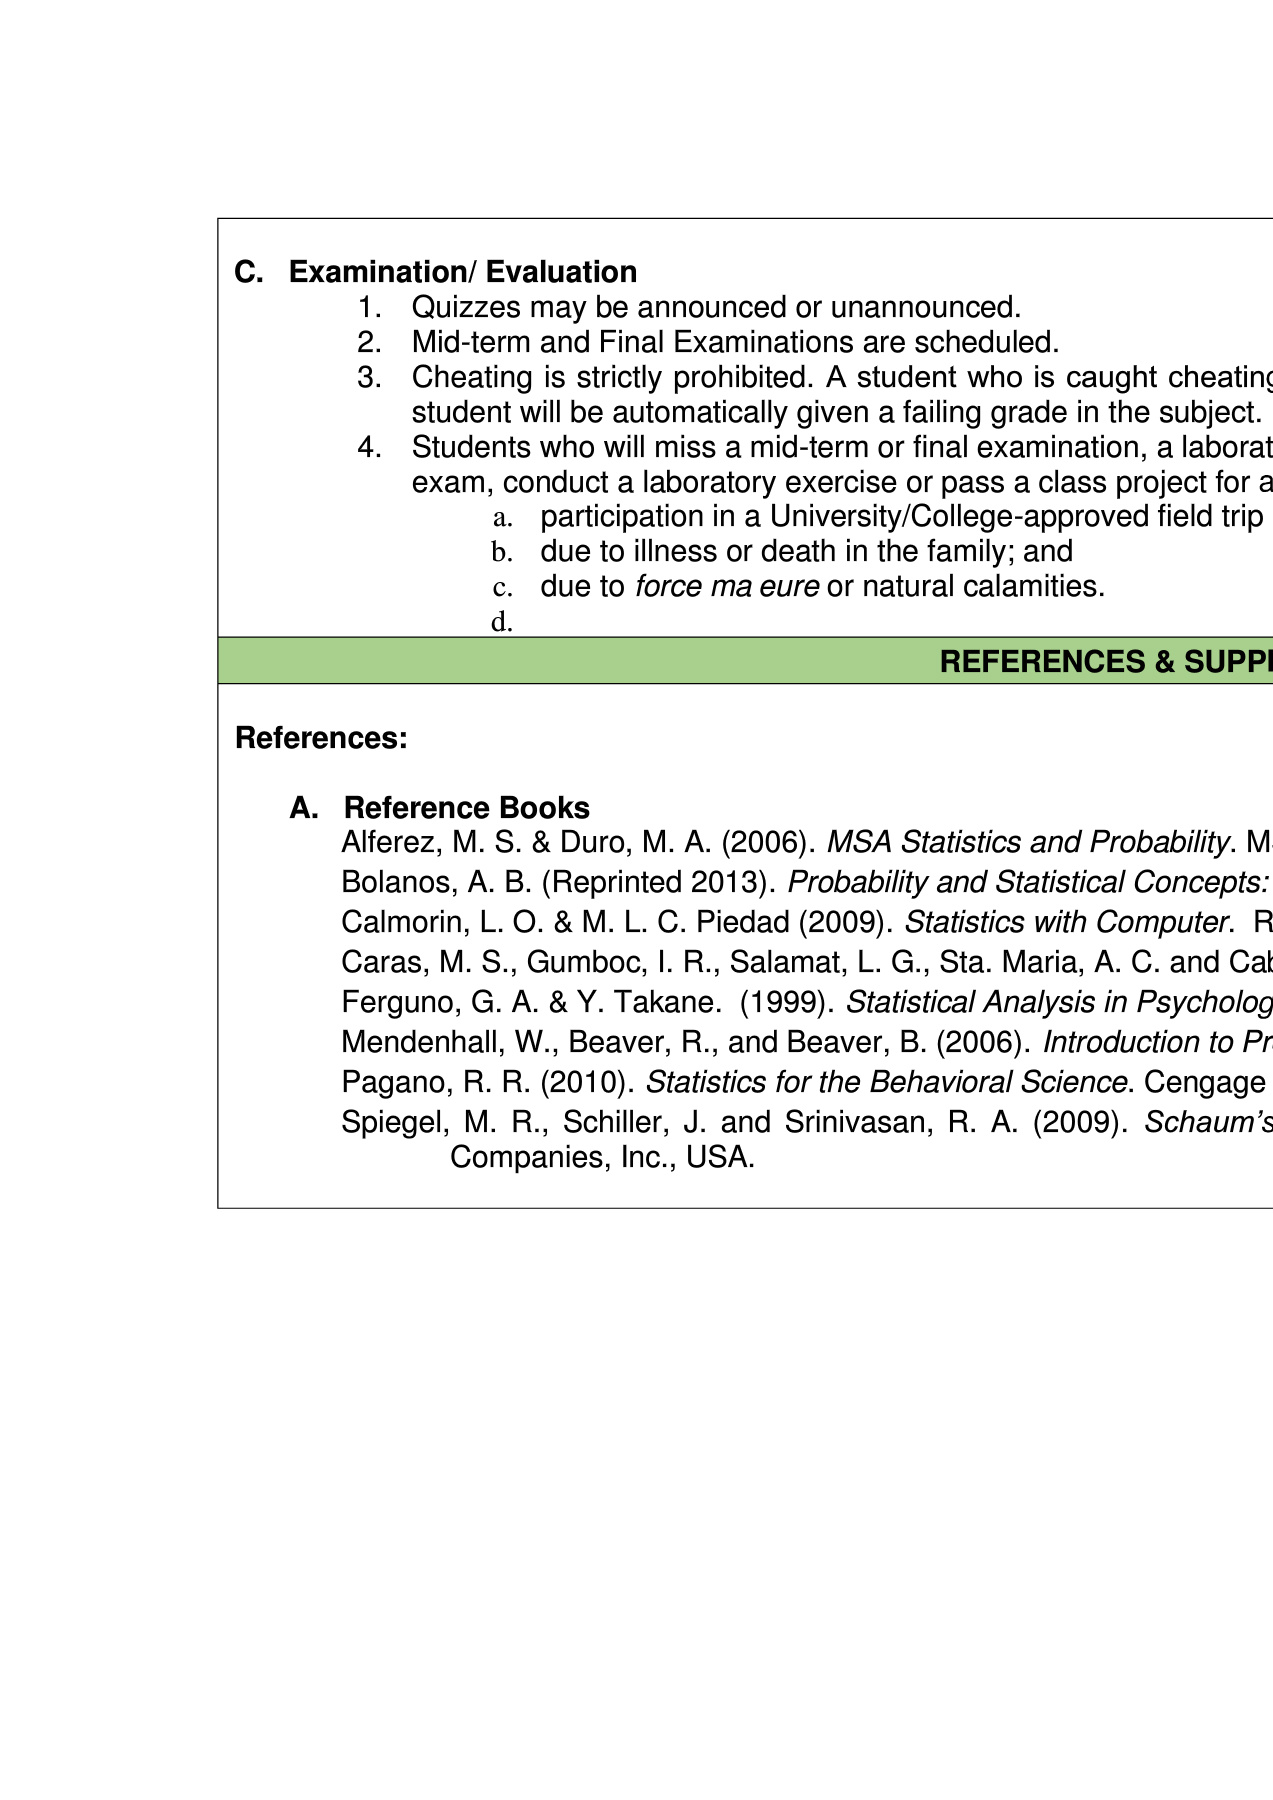 C. Examination/ Evaluation
1. Quizzes may be announced or unannounced.
2. Mid-term and Final Examinations are scheduled.
3. Cheating is strictly prohibited. A student who is caught cheating
student will be automatically given a failing grade in the subject.
4. Students who will miss a mid-term or final examination, a laborat
exam, conduct a laboratory exercise or pass a class project for a
a. participation in a University/College-approved field trip
b. due to illness or death in the family; and
c. due to force ma eure or natural calamities.
d.
REFERENCES & SUPPL
References:
A. Reference Books
Alferez, M. S. & Duro, M. A. (2006). MSA Statistics and Probability. M
Bolanos, A. B. (Reprinted 2013). Probability and Statistical Concepts:
Calmorin, L. O. & M. L. C. Piedad (2009). Statistics with Computer. R
Caras, M. S., Gumboc, I. R., Salamat, L. G., Sta. Maria, A. C. and Cab
Ferguno, G. A. & Y. Takane. (1999). Statistical Analysis in Psycholog
Mendenhall, W., Beaver, R., and Beaver, B. (2006). Introduction to Pr
Pagano, R. R. (2010). Statistics for the Behavioral Science. Cengage
Spiegel, M. R., Schiller, J. and Srinivasan, R. A. (2009). Schaum’s
Companies, Inc., USA.